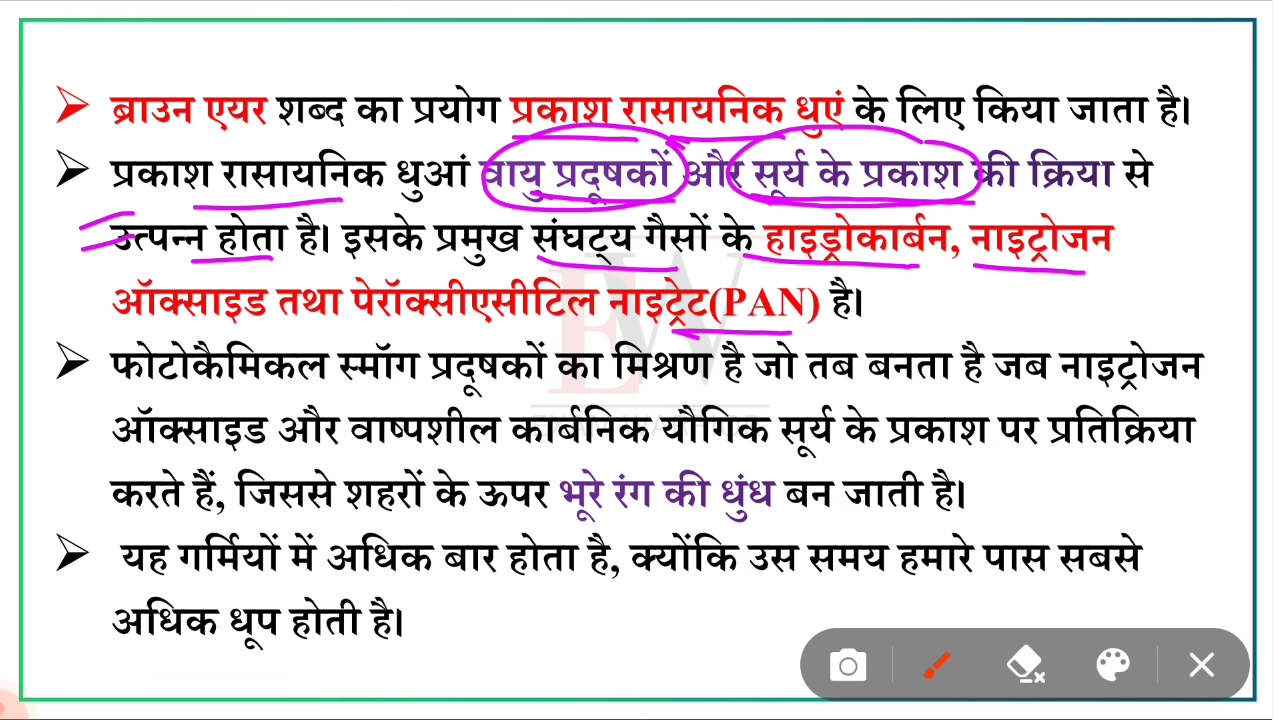 ➢ ब्राउन एयर शब्द का प्रयोग प्रकाश रासायनिक धुएं के लिए किया जाता है।
➢ प्रकाश रासायनिक धुआं वायु प्रदूषकों और सूर्य के प्रकाश की क्रिया से
उत्पन्न होता है। इसके प्रमुख संघट्य गैसों के हाइड्रोकार्बन, नाइट्रोजन
ऑक्साइड तथा पेरॉक्सीएसीटिल नाइट्रेट(PAN) है।
➢ फोटोकैमिकल स्मॉग प्रदूषकों का मिश्रण है जो तब बनता है जब नाइट्रोजन
ऑक्साइड और वाष्पशील कार्बनिक यौगिक सूर्य के प्रकाश पर प्रतिक्रिया
करते हैं, जिससे शहरों के ऊपर भूरे रंग की धुंध बन जाती है।
➢ यह गर्मियों में अधिक बार होता है, क्योंकि उस समय हमारे पास सबसे
अधिक धूप होती है।
EW